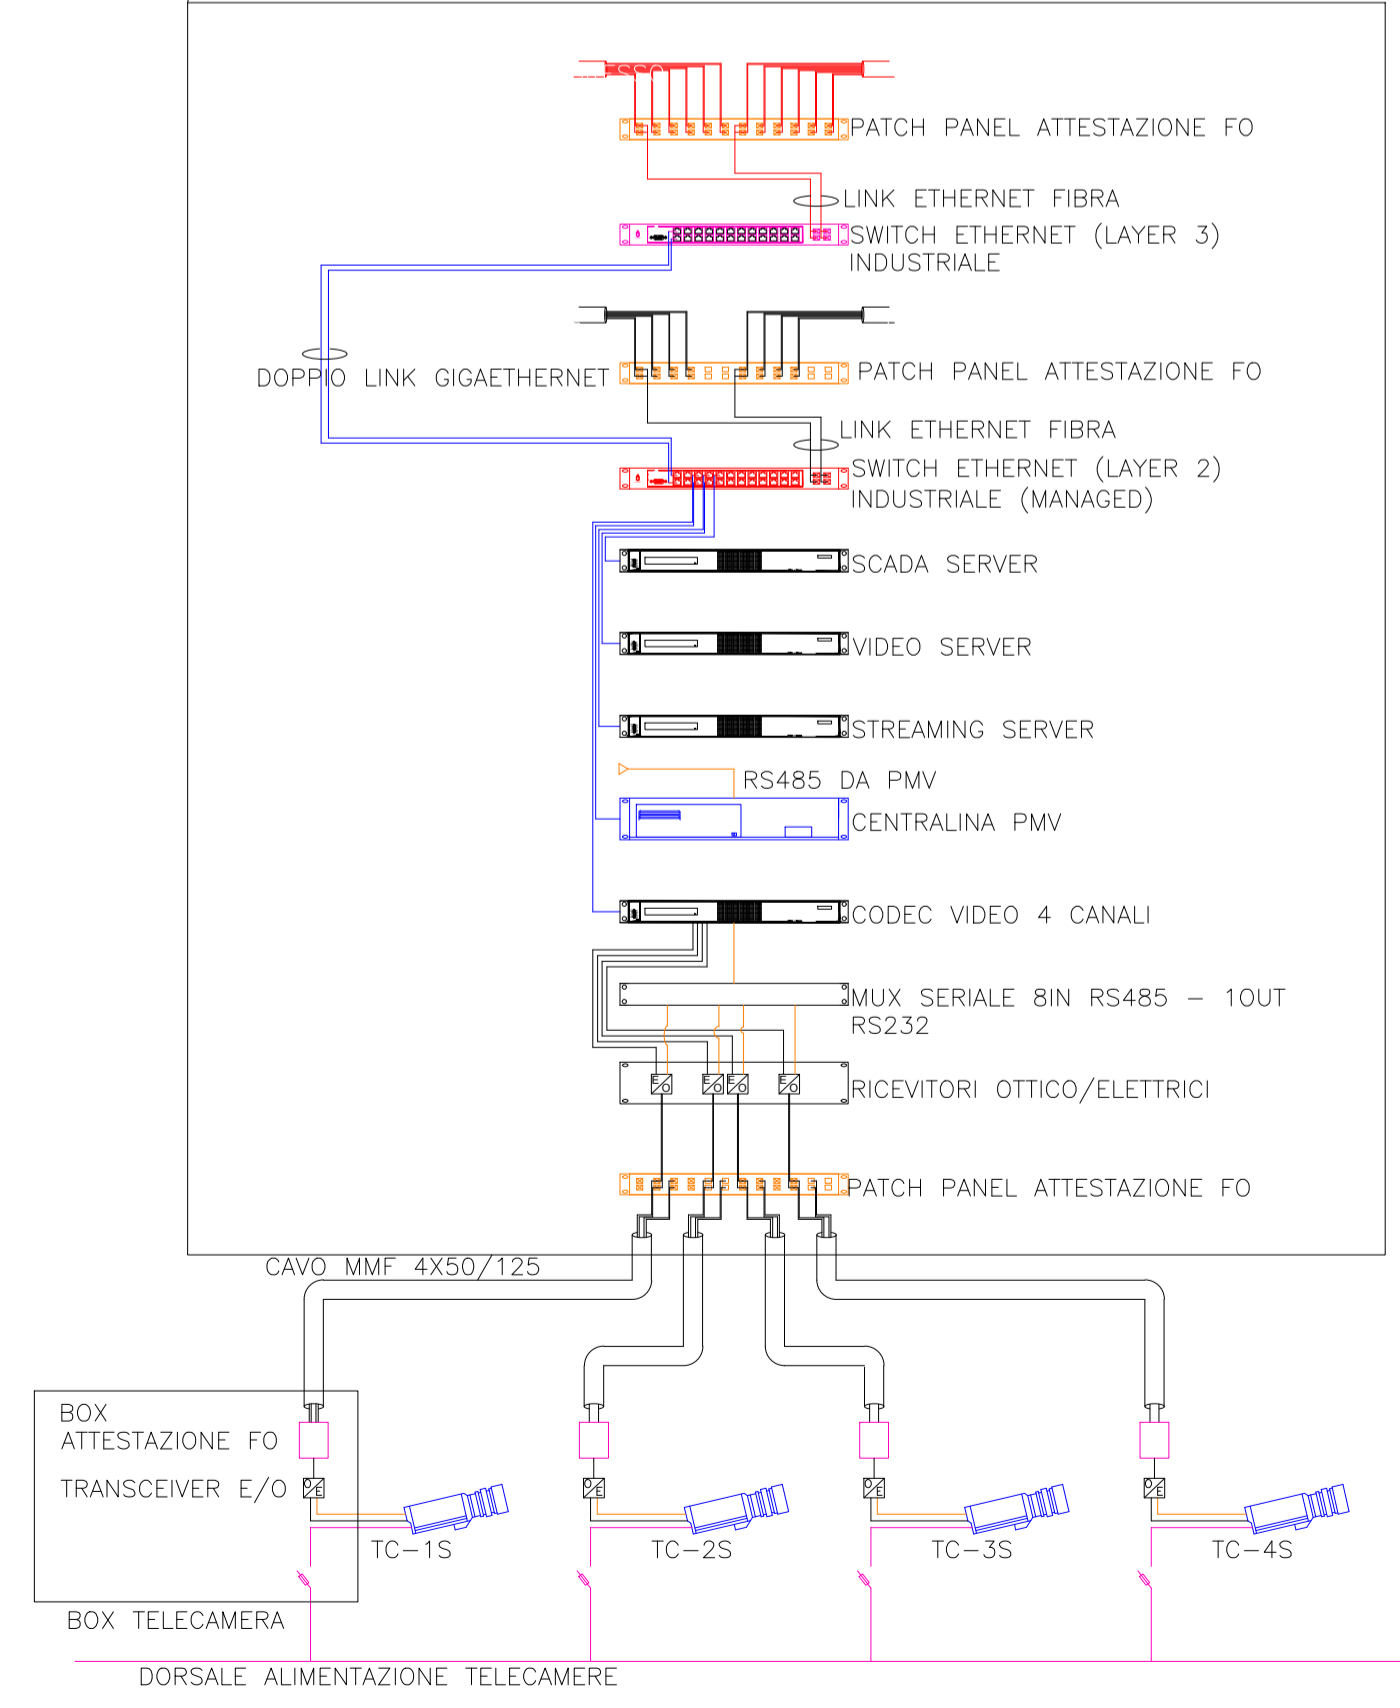 PATCH PANEL ATTESTAZIONE FO
LINK ETHERNET FIBRA
SWITCH ETHERNET (LAYER 3)
INDUSTRIALE
DOPPIO LINK GIGAETHERNET
PATCH PANEL ATTESTAZIONE FO
LINK ETHERNET FIBRA
SWITCH ETHERNET (LAYER 2)
INDUSTRIALE (MANAGED)
SCADA SERVER
VIDEO SERVER
STREAMING SERVER
RS485 DA PMV
CENTRALINA PMV
CODEC VIDEO 4 CANALI
MUX SERIALE 8IN RS485 – 1OUT
RS232
E/O E/O E/O E/O
RICEVITORI OTTICO/ELETTRICI
PATCH PANEL ATTESTAZIONE FO
CAVO MMF 4X50/125
BOX
ATTESTAZIONE FO
TRANSCEIVER E/O
O/E O/E O/E O/E
TC-1S
TC-2S
TC-3S
TC-4S
BOX TELECAMERA
DORSALE ALIMENTAZIONE TELECAMERE